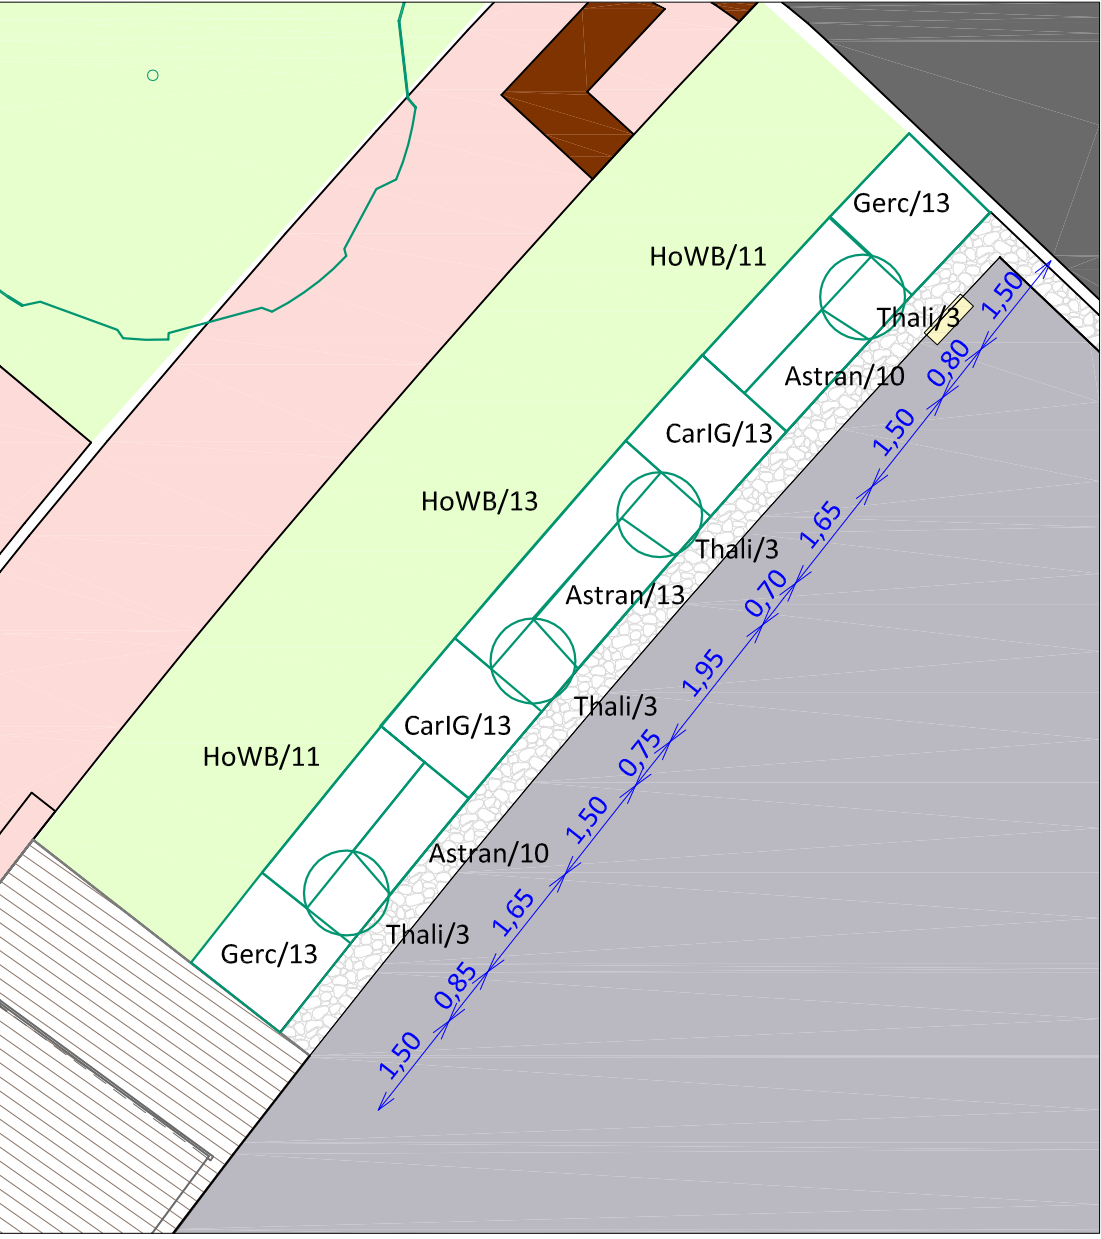 Gerc/13
HoWB/11
Thali/3
1,50
0,80
Astran/10
1,50
CarIG/13
HoWB/13
1,65
Thali/3
0,70
Astran/13
1,95
Thali/3
CarIG/13
0,75
HoWB/11
1,50
Astran/10
1,65
Thali/3
Gerc/13
0,85
1,50